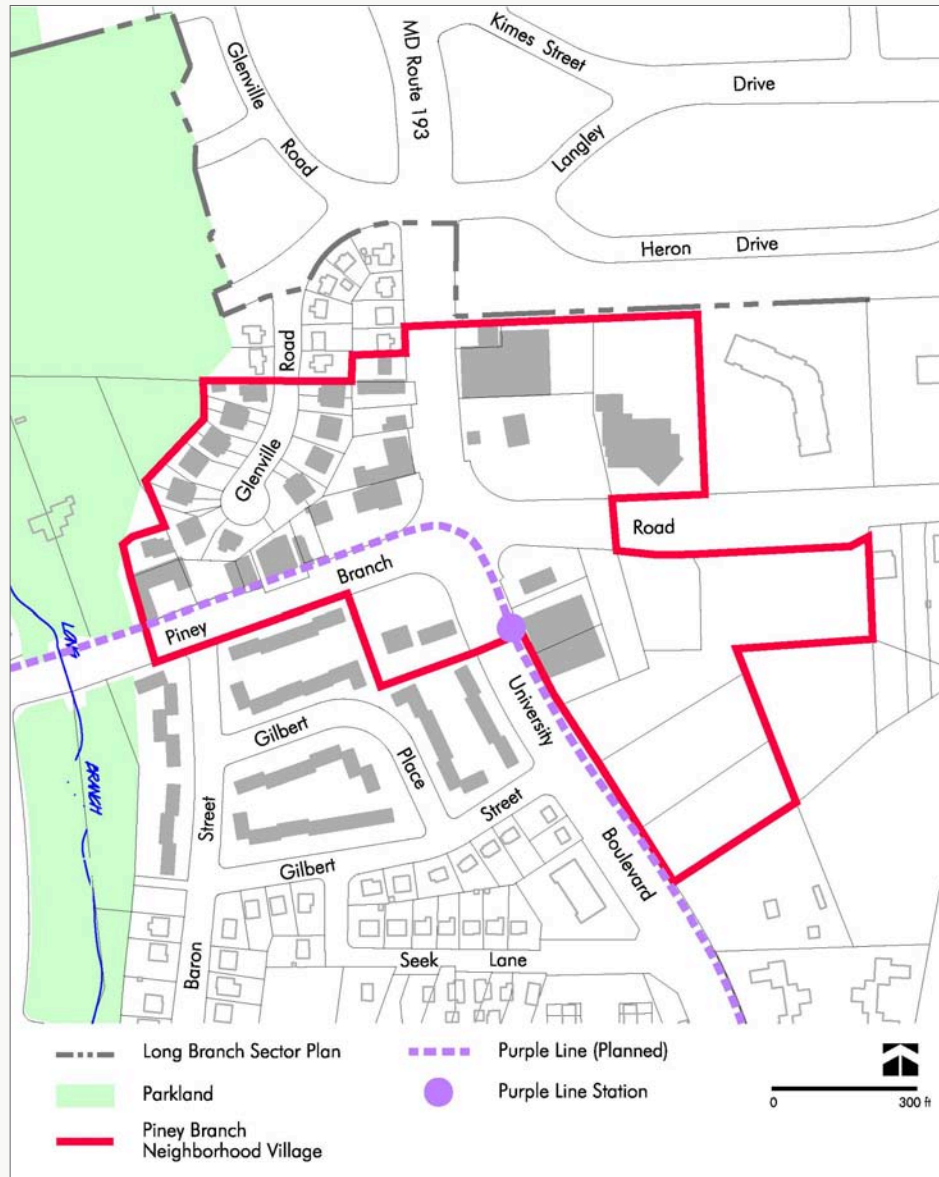 Kimes Street
MD Route 193
Glenville
Road
Drive
Langley
Heron Drive
Road
Glenville
Road
Branch
Piney
LONG
BRANCH
University
Gilbert
Place
Street
Street
Boulevard
Gilbert
Baron
Seek Lane
Long Branch Sector Plan
Parkland
Piney Branch
Neighborhood Village
Purple Line (Planned)
Purple Line Station
0 300 ft